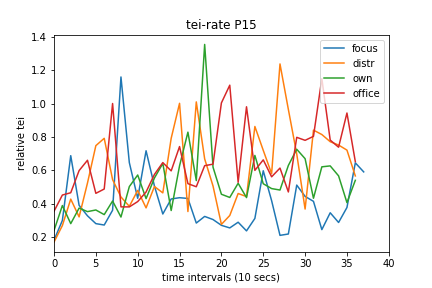 tei-rate P15
relative tei
1.4
1.2
1.0
0.8
0.6
0.4
0.2
focus
distr
own
office
0 5 10 15 20 25 30 35 40
time intervals (10 secs)